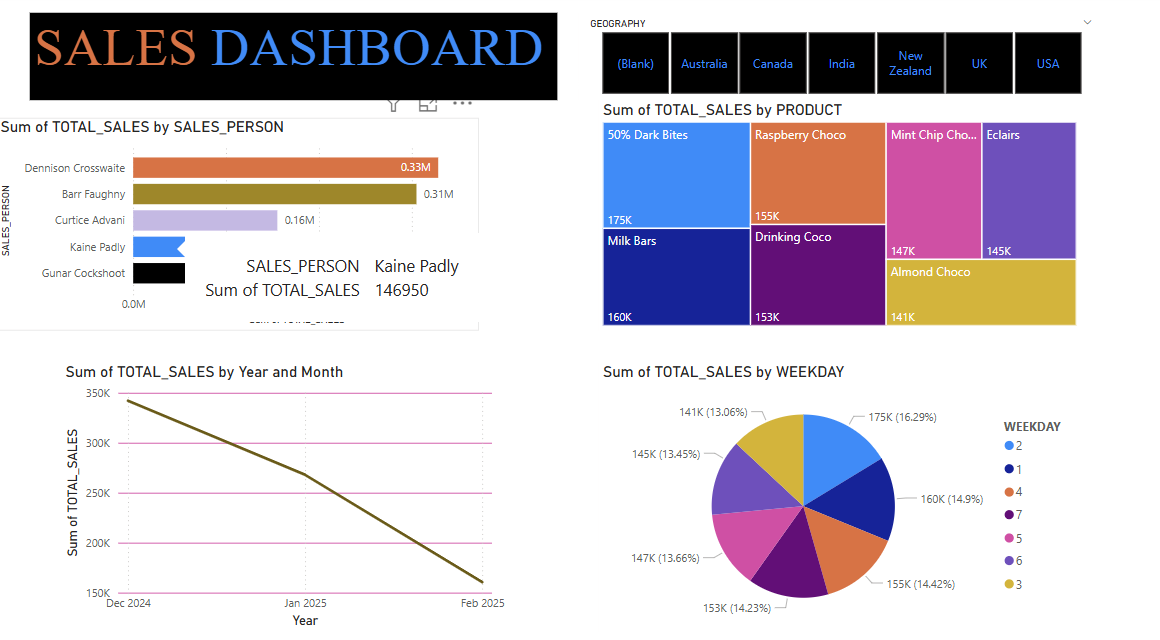 SALES DASHBOARD
GEOGRAPHY
(Blank)
Australia
Canada
India
New
Zealand
UK
USA
Sum of TOTAL_SALES by SALES_PERSON
SALES_PERSON
Dennison Crosswaite
0.33M
Barr Faughny
0.31M
Curtice Advani
0.16M
Kaine Padly
Gunar Cockshoot
0.0M
SALES_PERSON Kaine Padly
Sum of TOTAL_SALES 146950
Sum of TOTAL_SALES by PRODUCT
50% Dark Bites
175K
Raspberry Choco
155K
Mint Chip Cho...
147K
Eclairs
145K
Milk Bars
160K
Drinking Coco
153K
Almond Choco
141K
Sum of TOTAL_SALES by Year and Month
Sum of TOTAL_SALES
350K
300K
250K
200K
150K
Dec 2024
Jan 2025
Feb 2025
Year
Sum of TOTAL_SALES by WEEKDAY
141K (13.06%)
175K (16.29%)
145K (13.45%)
160K (14.9%)
147K (13.66%)
155K (14.42%)
153K (14.23%)
WEEKDAY
2
1
4
7
5
6
3